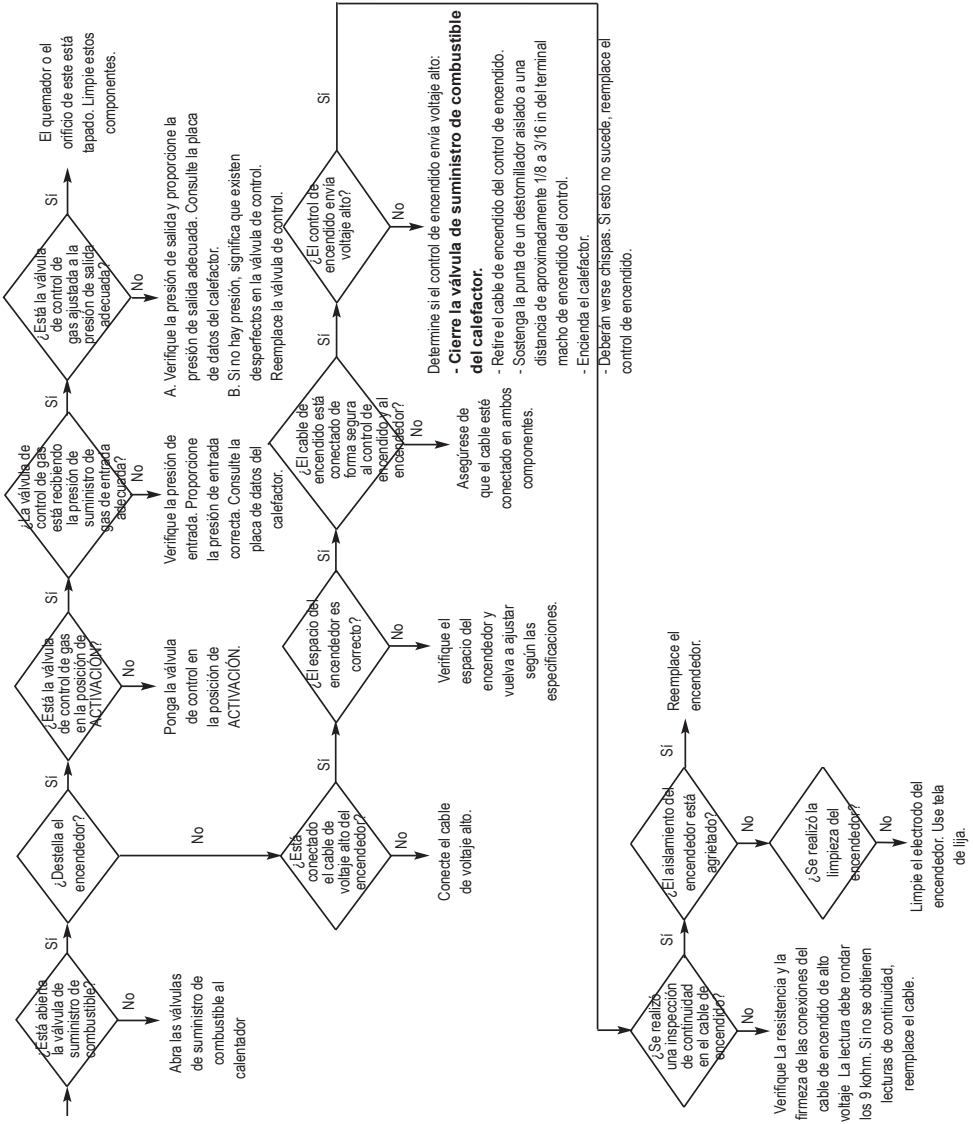 ¿Está abierta
la válvula de
suministro de
combustible?
Sí
No
Abra las válvulas
de suministro de
combustible al
calentador
¿Destella el
encendedor?
Sí
No
¿Está la válvula
de control de gas
en la posición de
ACTIVACIÓN?
Sí
No
Ponga la válvula
de control en
la posición de
ACTIVACIÓN.
¿La válvula de
control de gas
está recibiendo
la presión de
suministro de
gas de entrada
adecuada?
Sí
No
Verifique la presión de
entrada. Proporcione
la presión de entrada
correcta. Consulte la
placa de datos del
calefactor.
¿Está la válvula
de control de
gas ajustada a la
presión de salida
adecuada?
Sí
El quemador o el
orificio de este está
tapado. Limpie estos
componentes.
No
A. Verifique la presión de salida y proporcione la
presión de salida adecuada. Consulte la placa
de datos del calefactor.
B. Si no hay presión, significa que existen
desperfectos en la válvula de control.
Reemplace la válvula de control.
¿Está
conectado
el cable de
voltaje alto del
encendedor?
Sí
No
Conecte el cable
de voltaje alto.
¿El espacio del
encendedor es
correcto?
Sí
No
Verifique el
espacio del
encendedor y
vuelva a ajustar
según las
especificaciones.
¿El cable de
encendido está
conectado de
forma segura
al control de
encendido y al
encendedor?
Sí
No
Asegúrese de
que el cable esté
conectado en ambos
componentes.
¿El control de
encendido envía
voltaje alto?
Sí
No
Determine si el control de encendido envía voltaje alto:
- Cierre la válvula de suministro de combustible
del calefactor.
- Retire el cable de encendido del control de encendido.
- Sostenga la punta de un destornillador aislado a una
distancia de aproximadamente 1/8 a 3/16 in del terminal
macho de encendido del control.
- Encienda el calefactor.
- Deberán verse chispas. Si esto no sucede, reemplace el
control de encendido.
¿Se realizó
una inspección
de continuidad
en el cable de
encendido?
Sí
No
Verifique La resistencia y la
firmeza de las conexiones del
cable de encendido de alto
voltaje La lectura debe rondar
los 9 kohm. Si no se obtienen
lecturas de continuidad,
reemplace el cable.
¿El aislamiento del
encendedor está
agrietado?
Sí
Reemplace el
encendedor.
No
¿Se realizó la
limpieza del
encendedor?
No
Limpie el electrodo del
encendedor. Use tela
de lija.